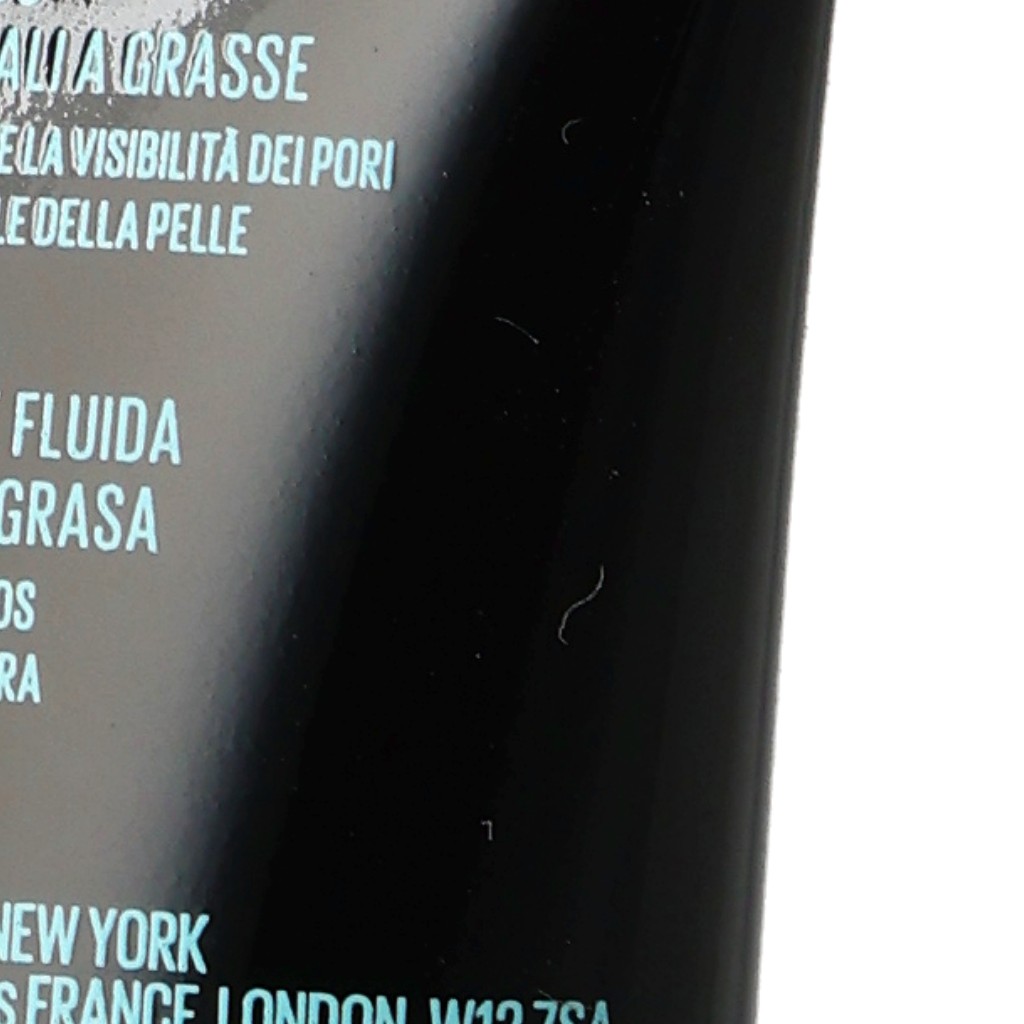 ALI A GRASSE
E LA VISIBILITÀ DEI PORI
LE DELLA PELLE
FLUIDA
GRASA
OS
RA
NEW YORK
S FRANCE, LONDON, W12 7SA